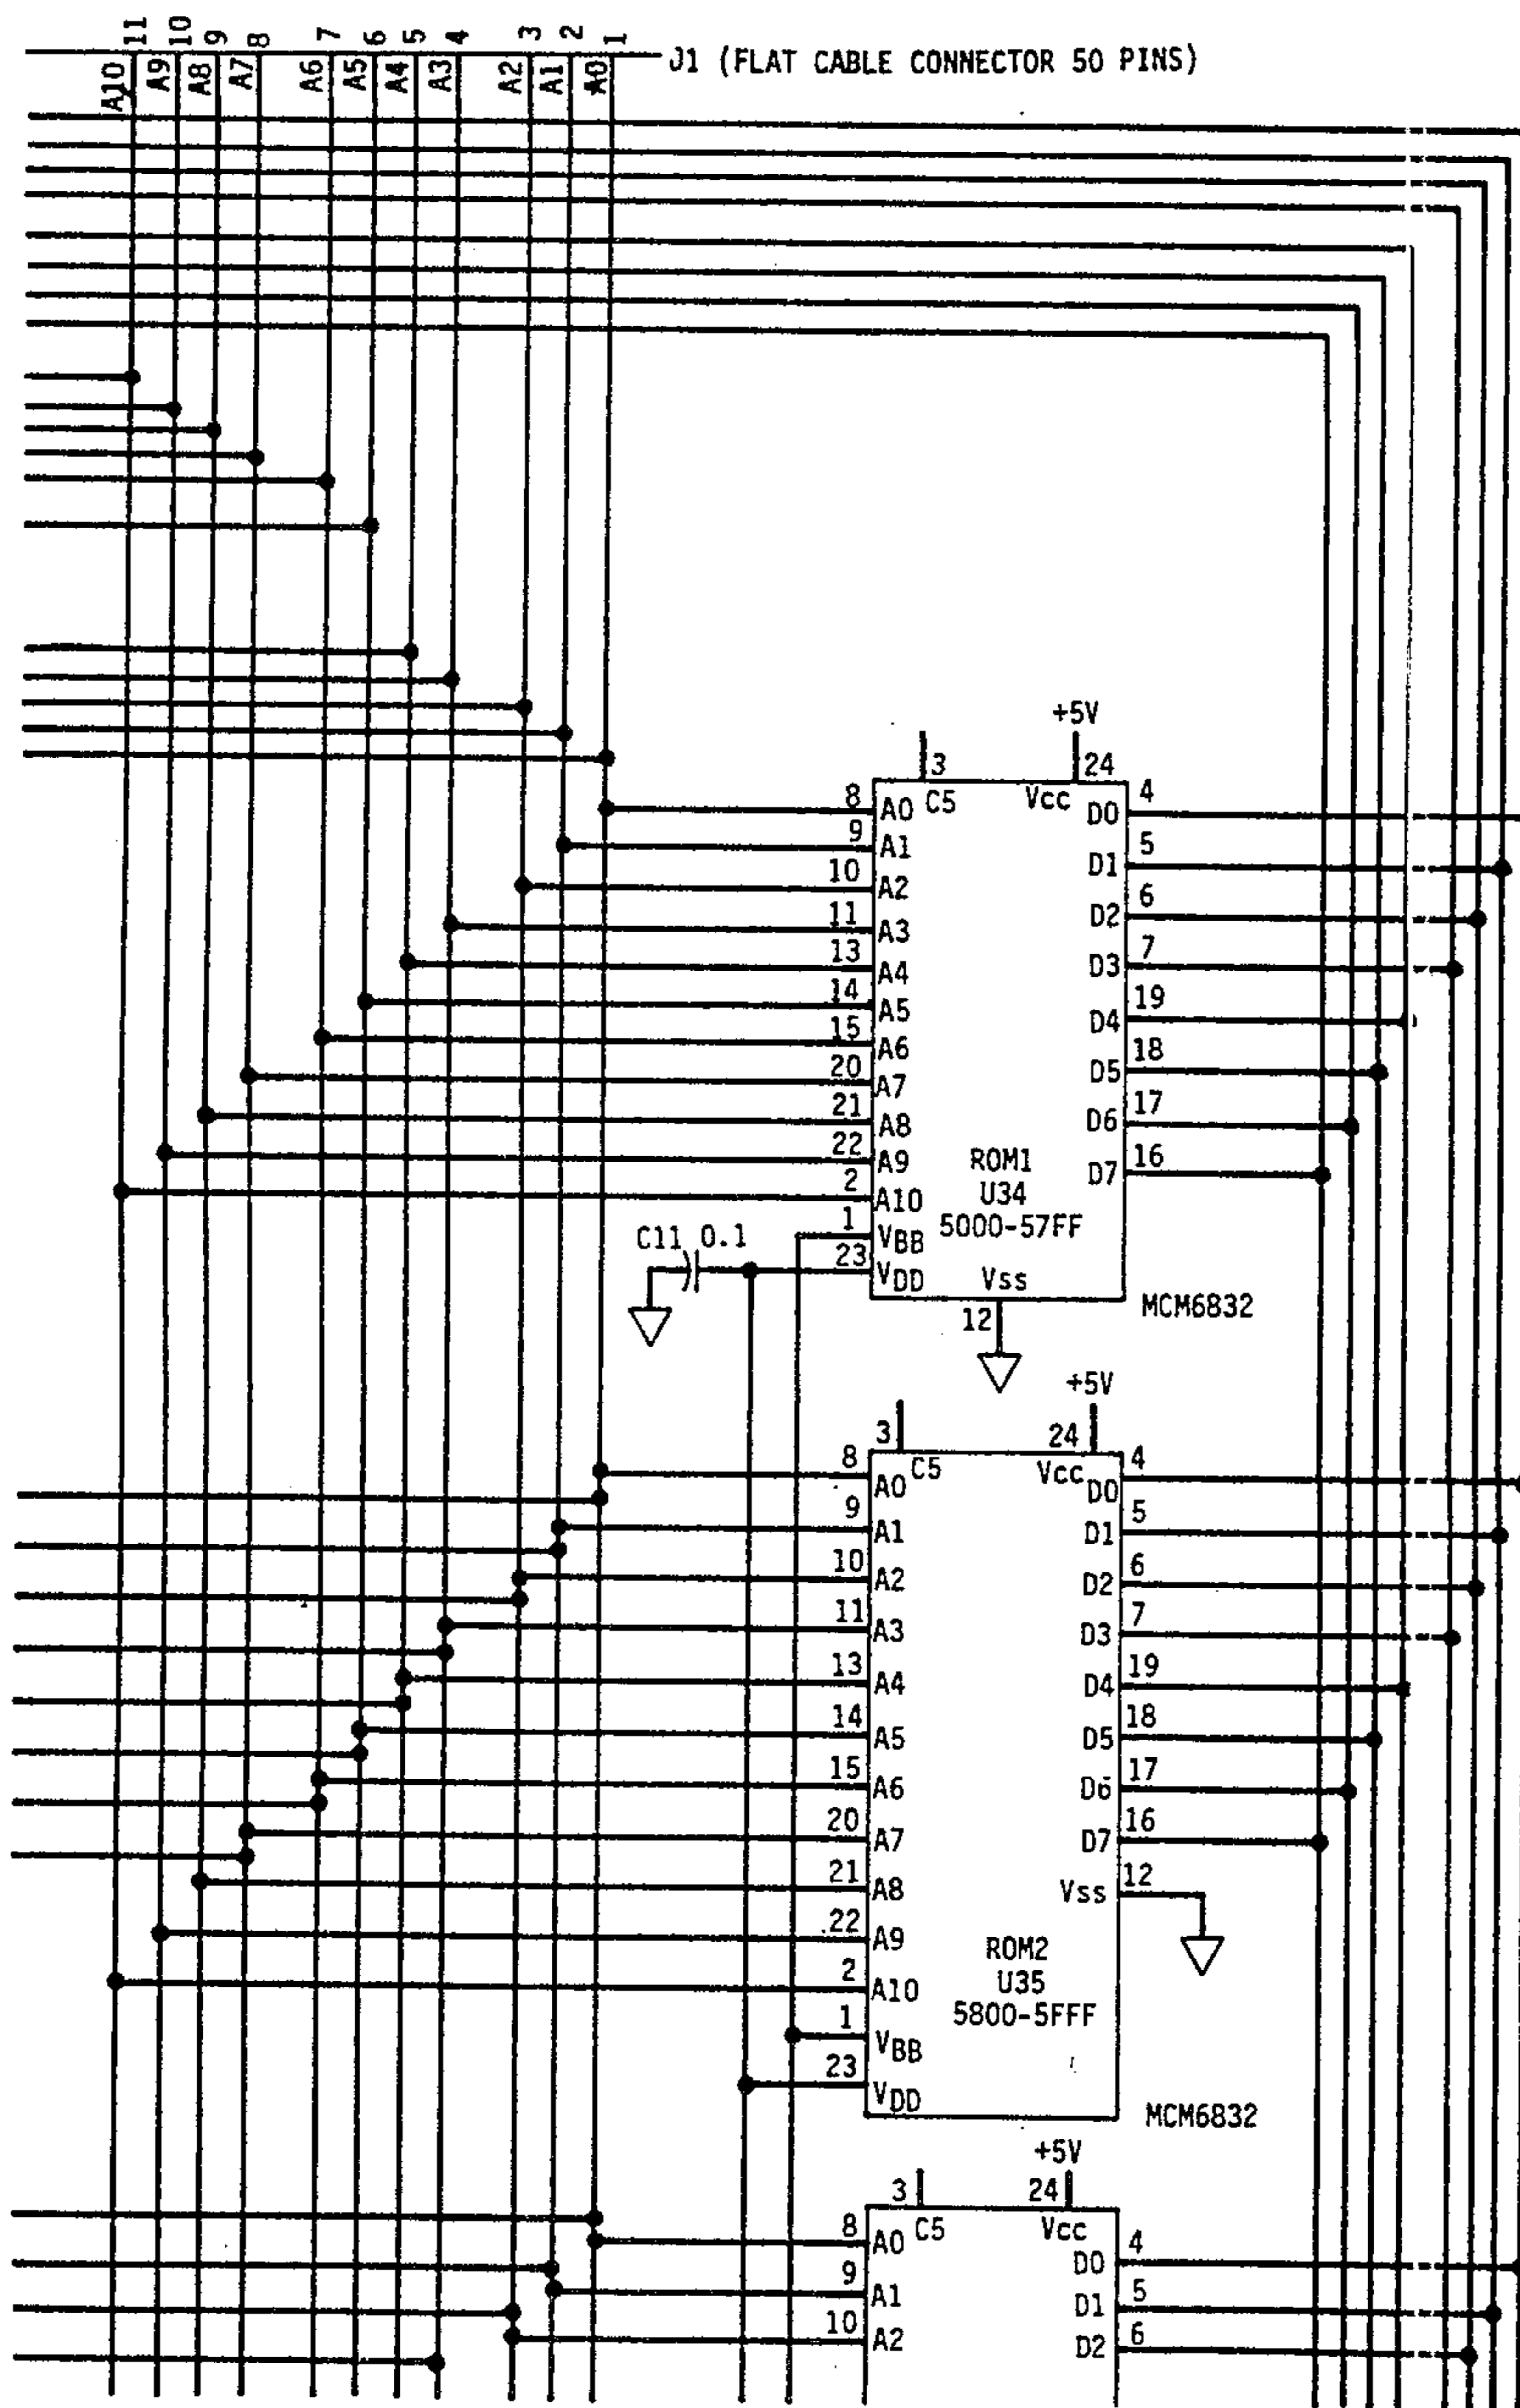 11 10 9 8 7 6 5 4 3 2 1
J1 (FLAT CABLE CONNECTOR 50 PINS)
A10 A9 A8 A7 A6 A5 A4 A3 A2 A1 A0
+5V
3 24
C5 Vcc
8 A0 D0 4
9 A1 D1 5
10 A2 D2 6
11 A3 D3 7
13 A4 D4 19
14 A5 D5 18
15 A6 D6 17
20 A7 D7 16
21 A8
22 A9
2 A10
ROM1
U34
5000-57FF
1 VBB
C11 0.1
23 VDD
Vss
12
MCM6832
+5V
3 24
C5 Vcc
8 A0 D0 4
9 A1 D1 5
10 A2 D2 6
11 A3 D3 7
13 A4 D4 19
14 A5 D5 18
15 A6 D6 17
20 A7 D7 16
21 A8 Vss 12
22 A9
2 A10
ROM2
U35
5800-5FFF
1 VBB
23 VDD
MCM6832
+5V
3 24
C5 Vcc
8 A0 D0 4
9 A1 D1 5
10 A2 D2 6